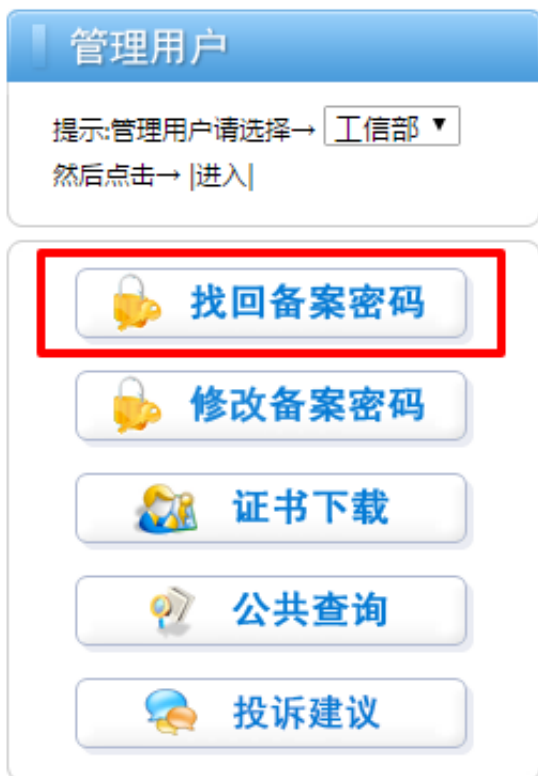 管理用户
提示:管理用户请选择→ 工信部 ▼
然后点击→ |进入|
找回备案密码
修改备案密码
证书下载
公共查询
投诉建议